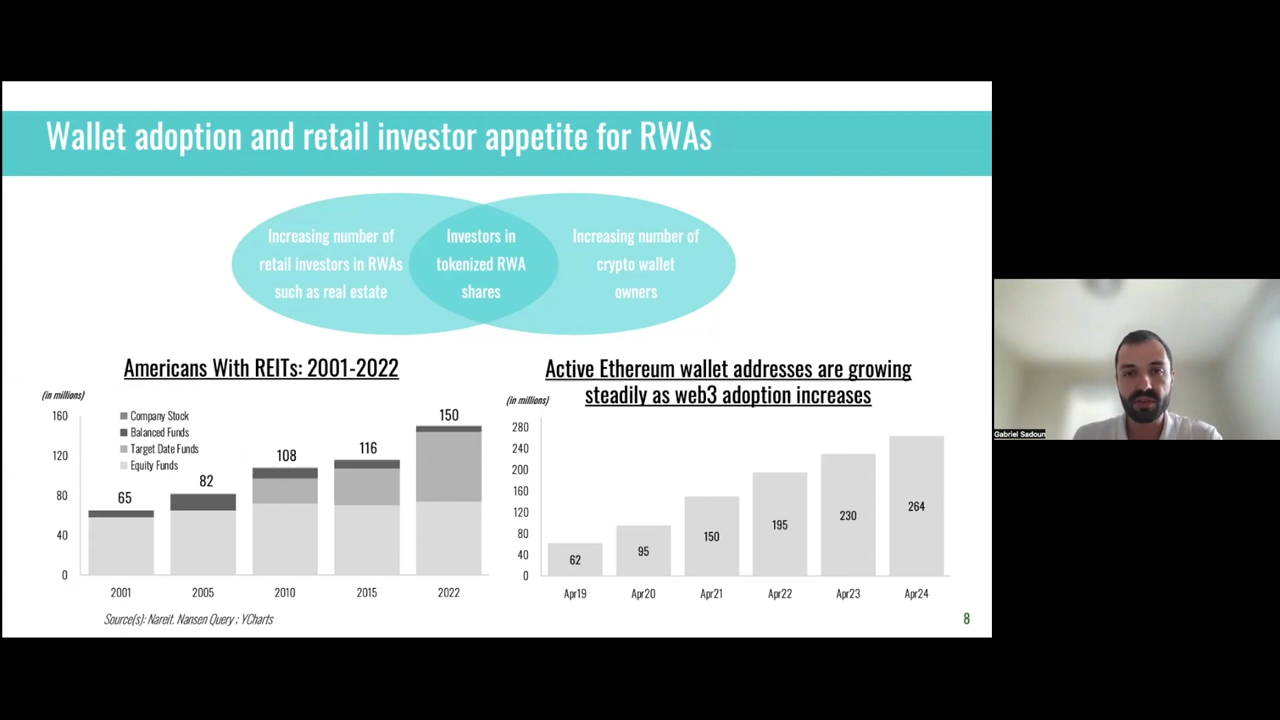 Wallet adoption and retail investor appetite for RWAs
Increasing number of
retail investors in RWAs
such as real estate
Investors in
tokenized RWA
shares
Increasing number of
crypto wallet
owners
Americans With REITs: 2001-2022
(in millions)
160
120
80
40
0
Company Stock
Balanced Funds
Target Date Funds
Equity Funds
65
82
108
116
150
2001
2005
2010
2015
2022
Active Ethereum wallet addresses are growing
steadily as web3 adoption increases
(in millions)
280
240
200
160
120
80
40
0
62
95
150
195
230
264
Apr19
Apr20
Apr21
Apr22
Apr23
Apr24
Source(s): Nareit. Nansen Query ; YCharts
8
Gabriel Sadoun